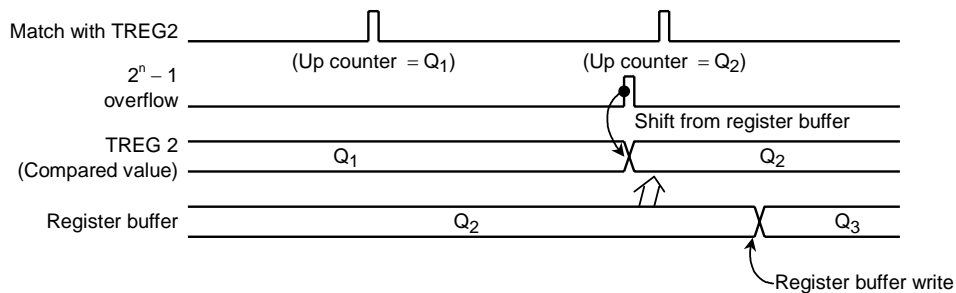 Match with TREG2
(Up counter = Q1)
(Up counter = Q2)
2ⁿ – 1
overflow
Shift from register buffer
TREG 2
(Compared value)
Q1
Q2
Register buffer
Q2
Q3
Register buffer write